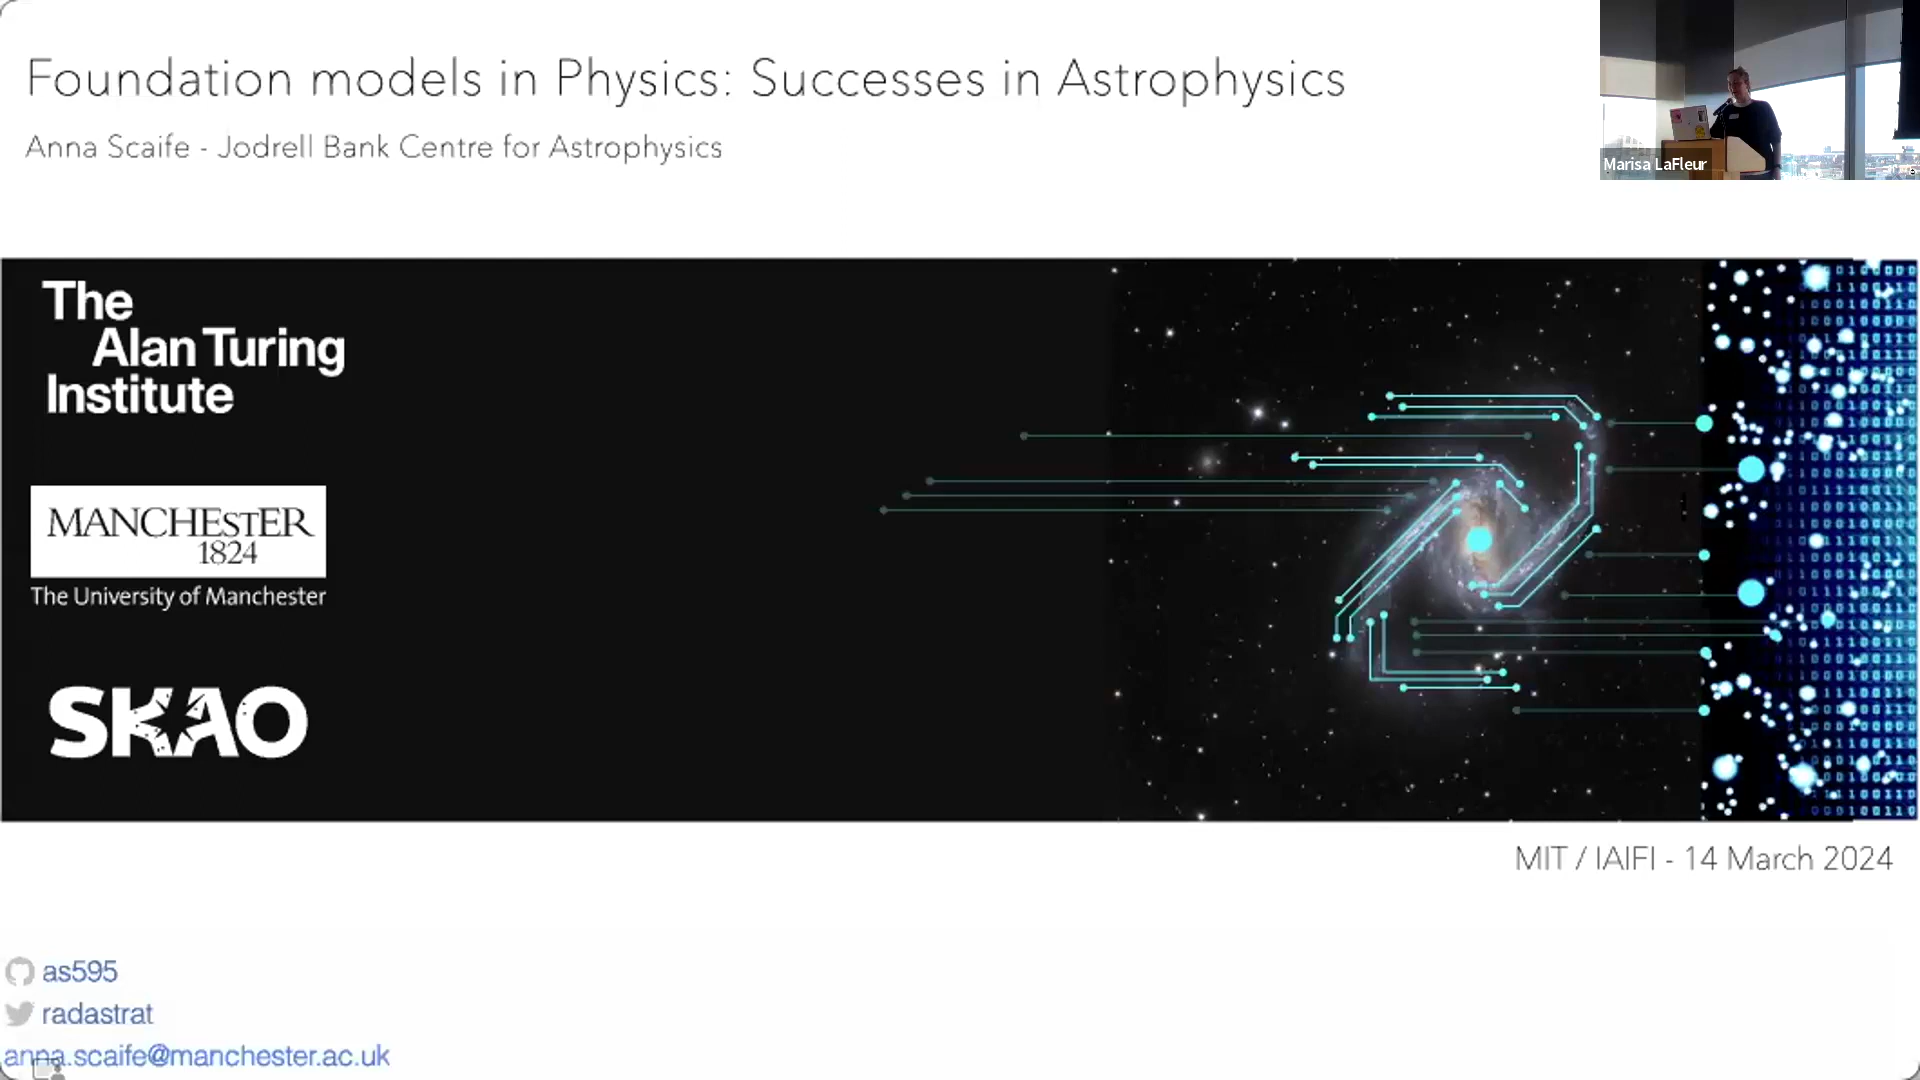 Foundation models in Physics: Successes in Astrophysics
Anna Scaife - Jodrell Bank Centre for Astrophysics
Marisa LaFleur
The
Alan Turing
Institute
MANCHESTER
1824
The University of Manchester
SKAO
MIT / IAIFI - 14 March 2024
as595
radastrat
anna.scaife@manchester.ac.uk